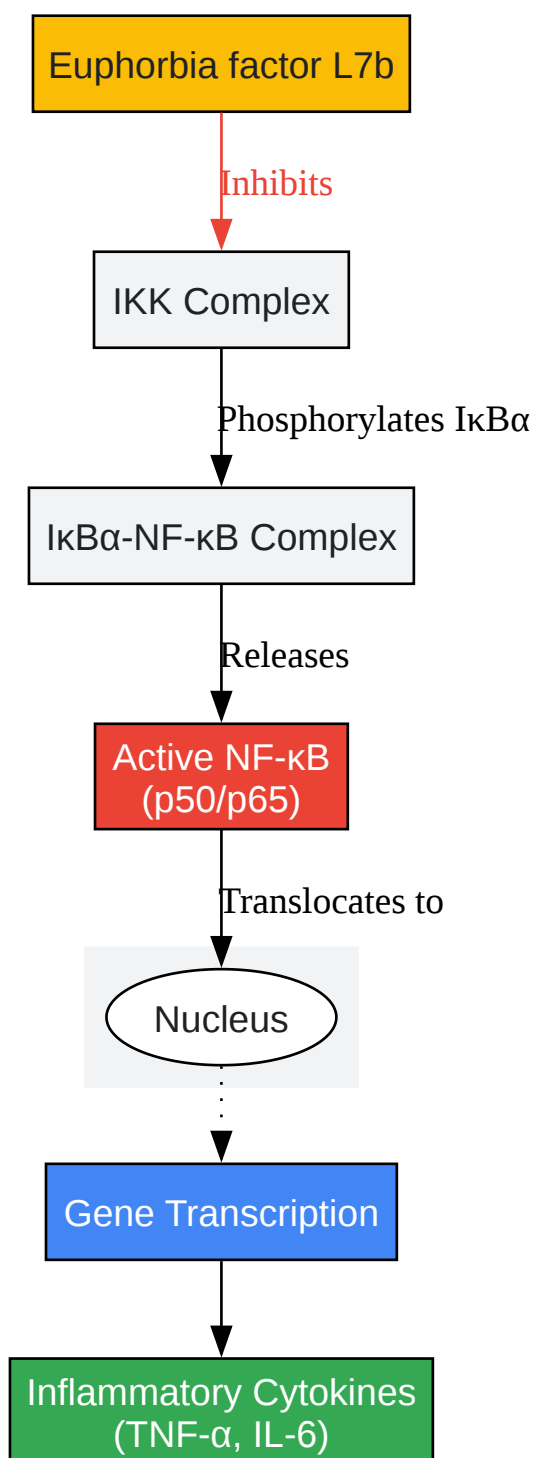 Euphorbia factor L7b
Inhibits
IKK Complex
Phosphorylates IκBα
IκBα-NF-κB Complex
Releases
Active NF-κB
(p50/p65)
Translocates to
Nucleus
Gene Transcription
Inflammatory Cytokines
(TNF-α, IL-6)